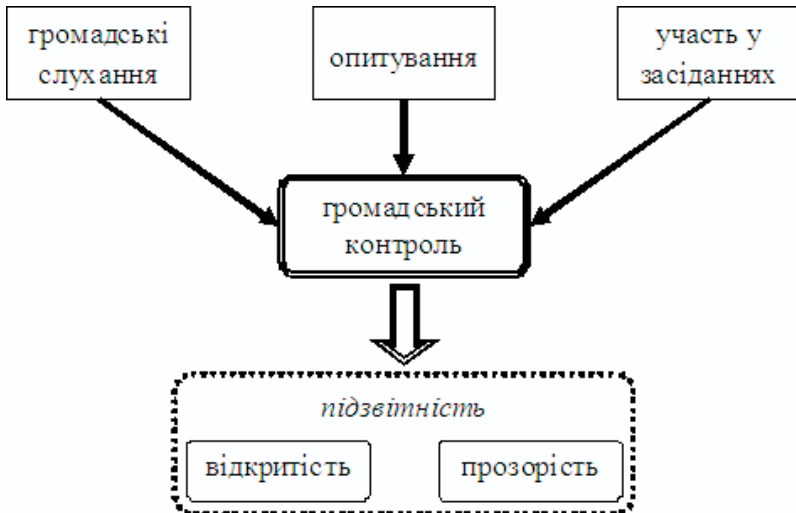 громадські
слухання
опитування
участь у
засіданнях
громадський
контроль
підзвітність
відкритість
прозорість